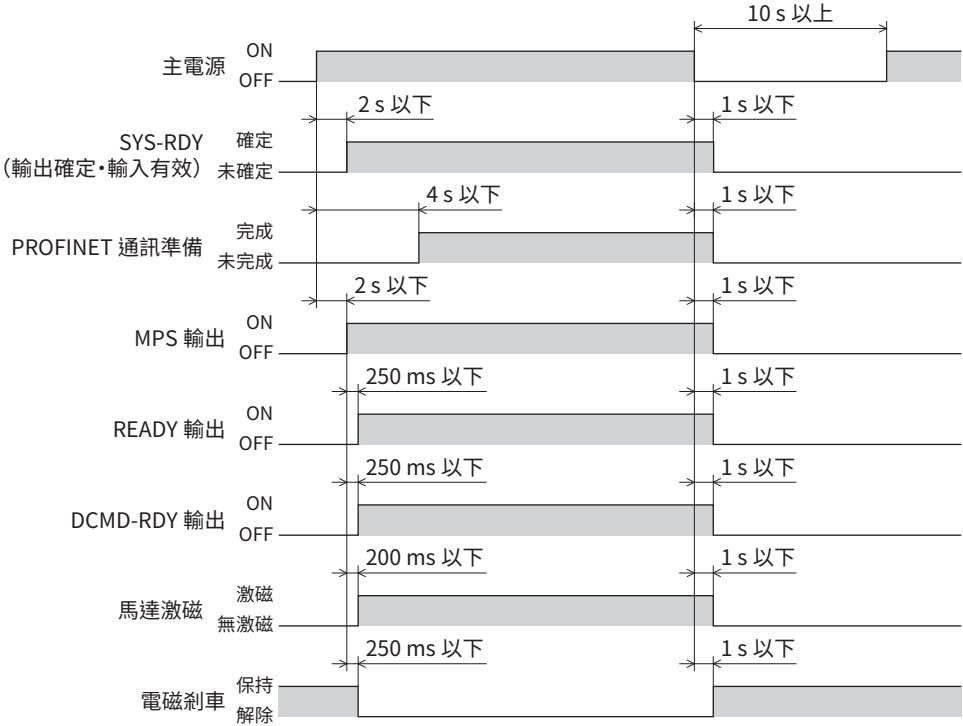 10 s 以上
主電源 ON
OFF
2 s 以下 1 s 以下
SYS-RDY 確定
（輸出確定・輸入有效） 未確定
4 s 以下 1 s 以下
PROFINET 通訊準備 完成
未完成
2 s 以下 1 s 以下
MPS 輸出 ON
OFF
250 ms 以下 1 s 以下
READY 輸出 ON
OFF
250 ms 以下 1 s 以下
DCMD-RDY 輸出 ON
OFF
200 ms 以下 1 s 以下
馬達激磁 激磁
無激磁
250 ms 以下 1 s 以下
電磁剎車 保持
解除